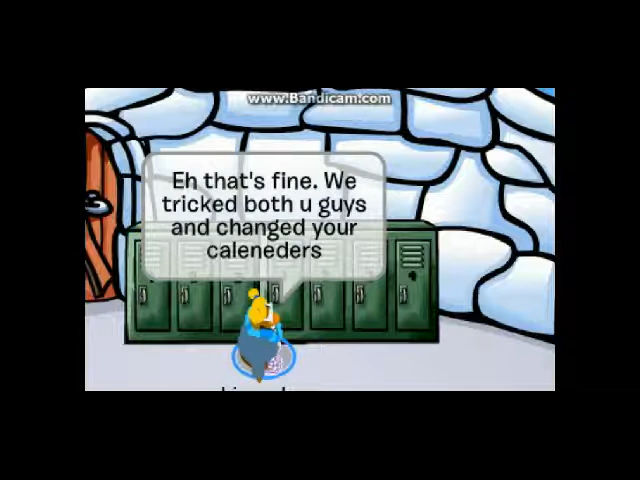 www.Bandicam.com
Eh that's fine. We
tricked both u guys
and changed your
caleneders